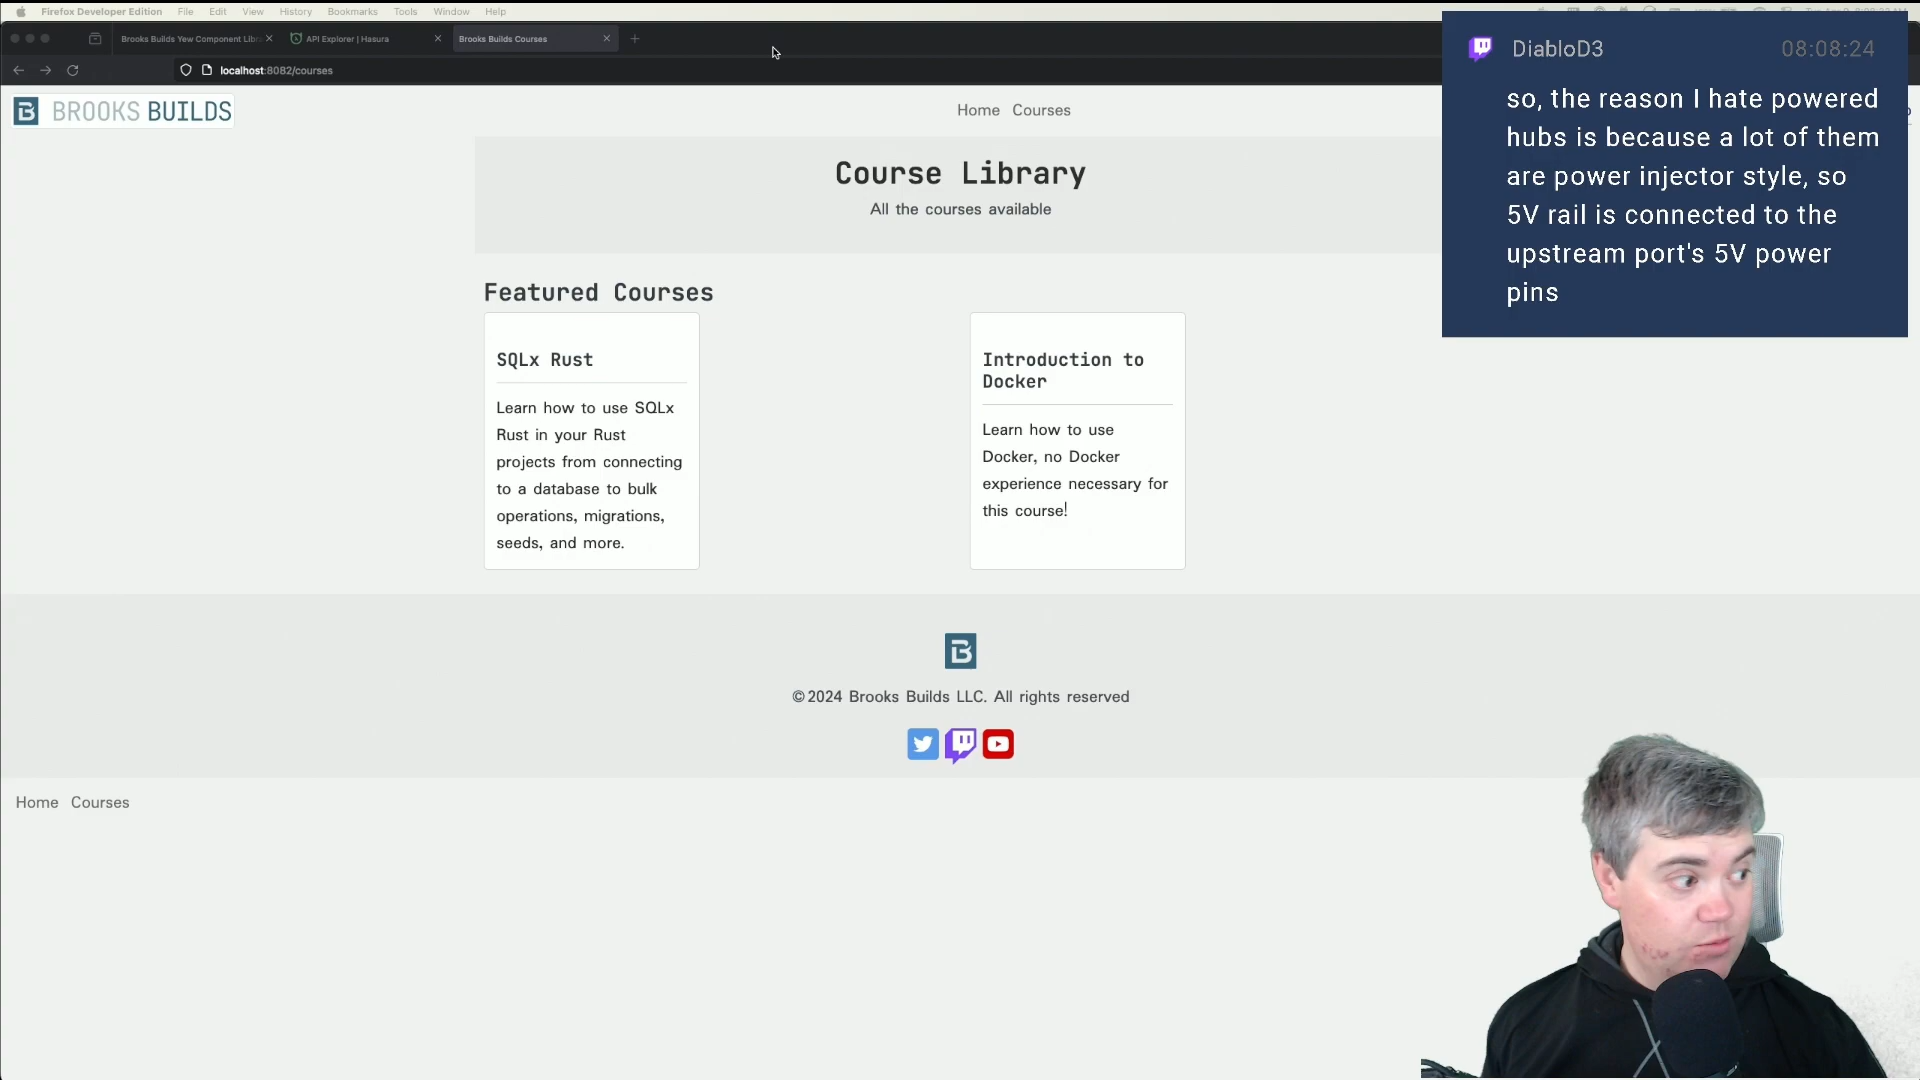 Firefox Developer Edition File Edit View History Bookmarks Tools Window Help
Brooks Builds Yew Component Libr
API Explorer | Hasura
Brooks Builds Courses
localhost:8082/courses
BROOKS BUILDS
Home Courses
Course Library
All the courses available
Featured Courses
SQLx Rust
Learn how to use SQLx
Rust in your Rust
projects from connecting
to a database to bulk
operations, migrations,
seeds, and more.
Introduction to
Docker
Learn how to use
Docker, no Docker
experience necessary for
this course!
©2024 Brooks Builds LLC. All rights reserved
Home Courses
DiabloD3 08:08:24
so, the reason I hate powered
hubs is because a lot of them
are power injector style, so
5V rail is connected to the
upstream port's 5V power
pins